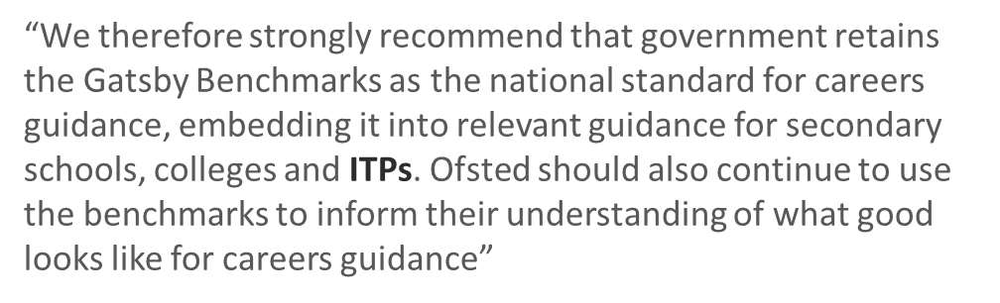 “We therefore strongly recommend that government retains
the Gatsby Benchmarks as the national standard for careers
guidance, embedding it into relevant guidance for secondary
schools, colleges and ITPs. Ofsted should also continue to use
the benchmarks to inform their understanding of what good
looks like for careers guidance”